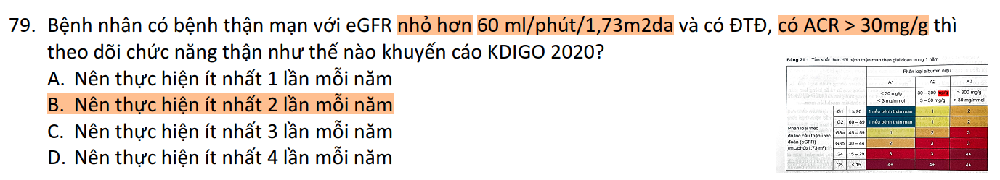 79. Bệnh nhân có bệnh thận mạn với eGFR nhỏ hơn 60 ml/phút/1,73m2da và có ĐTĐ, có ACR > 30mg/g thì
theo dõi chức năng thận như thế nào khuyến cáo KDIGO 2020?
A. Nên thực hiện ít nhất 1 lần mỗi năm
B. Nên thực hiện ít nhất 2 lần mỗi năm
C. Nên thực hiện ít nhất 3 lần mỗi năm
D. Nên thực hiện ít nhất 4 lần mỗi năm
Bảng 21.1. Tần suất theo dõi bệnh thận mạn theo giai đoạn trong 1 năm
Phân loại albumin niệu
A1 A2 A3
< 30 mg/g 30 – 300 mg/g > 300 mg/g
< 3 mg/mmol 3 – 30 mg/g > 30 mg/mmol
Phân loại theo
độ lọc cầu thận ước
đoán (eGFR)
(mL/phút/1,73 m²)
G1 ≥ 90 1 nếu bệnh thận mạn 1 2
G2 60 – 89 1 nếu bệnh thận mạn 1 2
G3a 45 – 59 1 2 3
G3b 30 – 44 2 3 3
G4 15 – 29 3 3 4+
G5 < 15 4+ 4+ 4+